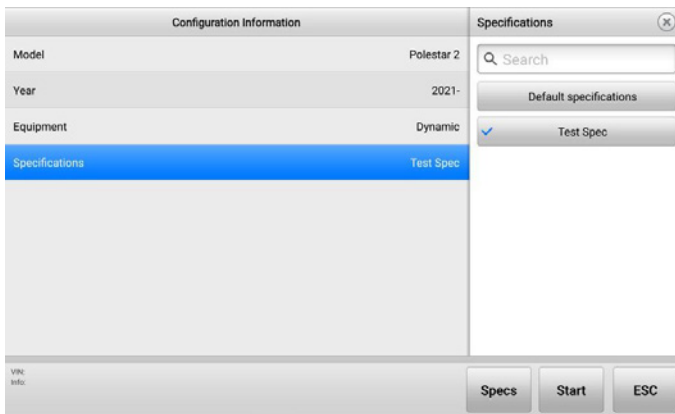 Configuration Information
Model Polestar 2
Year 2021-
Equipment Dynamic
Specifications Test Spec
Specifications
Search
Default specifications
Test Spec
VIN:
Info:
Specs Start ESC